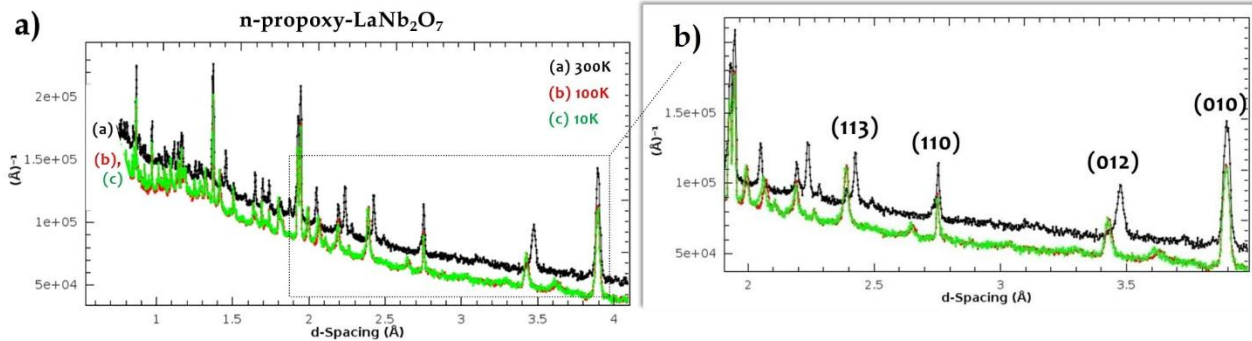 a)
n-propoxy-LaNb₂O₇
(a) 300K
(b) 100K
(c) 10K
2e+05
1.5e+05
1e+05
5e+04
(Å)⁻¹
(a)
(b),
(c)
1
1.5
2
2.5
3
3.5
4
d-Spacing (Å)
b)
1.5e+05
1e+05
5e+04
(Å)⁻¹
(113)
(110)
(012)
(010)
2
2.5
3
3.5
d-Spacing (Å)